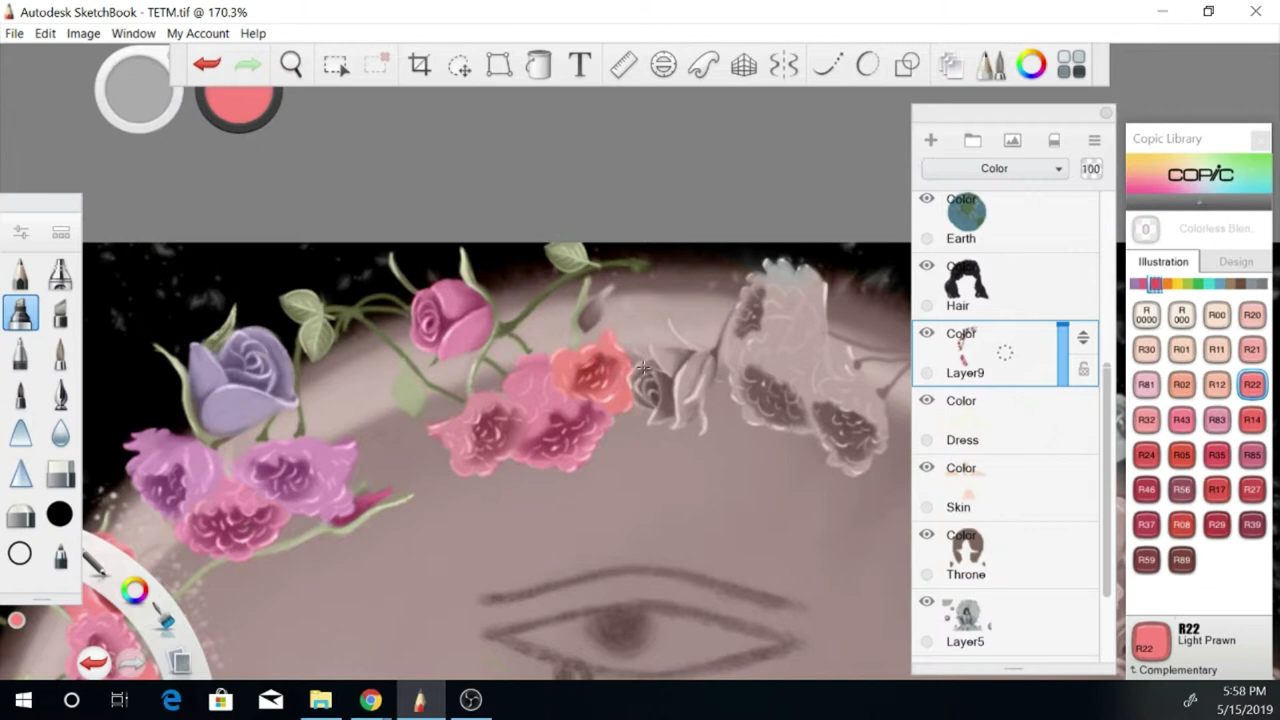 Autodesk SketchBook - TETM.tif @ 170.3%
File Edit Image Window My Account Help
T
Color 100
Color
Earth
Hair
Color
Layer9
Color
Dress
Color
Skin
Color
Throne
Layer5
Copic Library
COPIC
0 Colorless Blen.
Illustration Design
R 0000 R 000 R00 R20
R30 R01 R11 R21
R81 R02 R12 R22
R32 R43 R83 R14
R24 R05 R35 R85
R46 R56 R17 R27
R37 R08 R29 R39
R59 R89
R22
Light Prawn
R22
Complementary
5:58 PM
5/15/2019